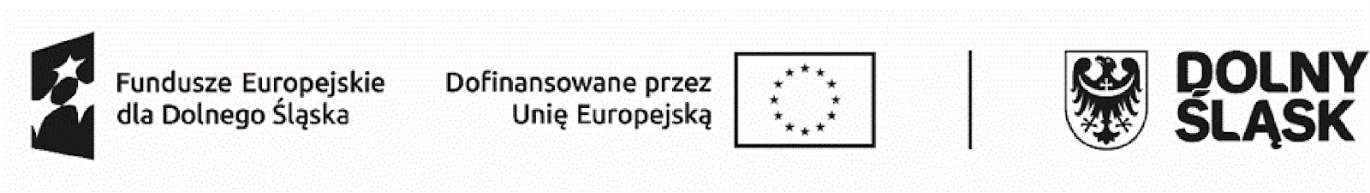 Fundusze Europejskie
dla Dolnego Śląska
Dofinansowane przez
Unię Europejską
DOLNY
ŚLĄSK